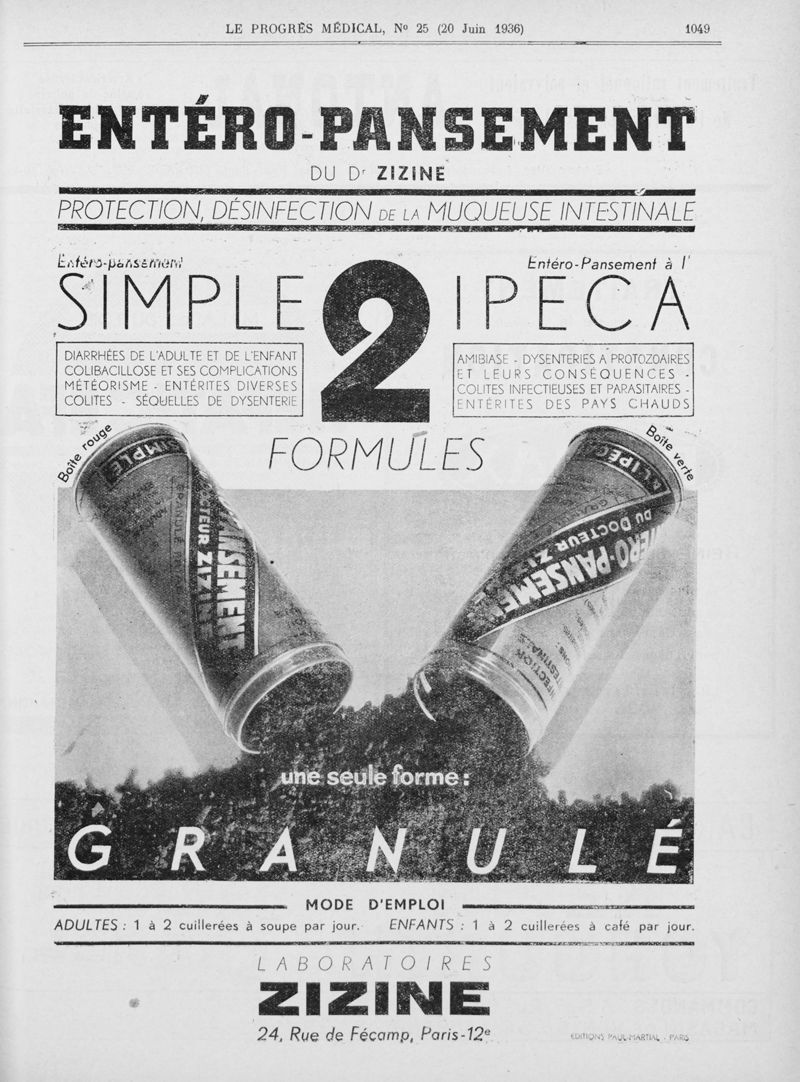 LE PROGRÈS MÉDICAL, Nº 25 (20 Juin 1936) 1049
ENTÉRO-PANSEMENT
DU Dr ZIZINE
PROTECTION, DÉSINFECTION DE LA MUQUEUSE INTESTINALE
Entéro-pansement
SIMPLE
2
Entéro-Pansement à l'
IPECA
DIARRHÉES DE L'ADULTE ET DE L'ENFANT
COLIBACILLOSE ET SES COMPLICATIONS
MÉTÉORISME - ENTÉRITES DIVERSES
COLITES - SÉQUELLES DE DYSENTERIE
AMIBIASE - DYSENTERIES A PROTOZOAIRES
ET LEURS CONSÉQUENCES -
COLITES INFECTIEUSES ET PARASITAIRES -
ENTÉRITES DES PAYS CHAUDS
FORMULES
Boîte rouge
Boîte verte
SIMPLE
PANSEMENT
DOCTEUR ZIZINE
A L'IPECA
ÉRO-PANSEME
DU DOCTEUR ZI
une seule forme :
GRANULÉ
MODE D'EMPLOI
ADULTES : 1 à 2 cuillerées à soupe par jour. ENFANTS : 1 à 2 cuillerées à café par jour.
LABORATOIRES
ZIZINE
24, Rue de Fécamp, Paris-12e
EDITIONS PAUL-MARTIAL - PARIS